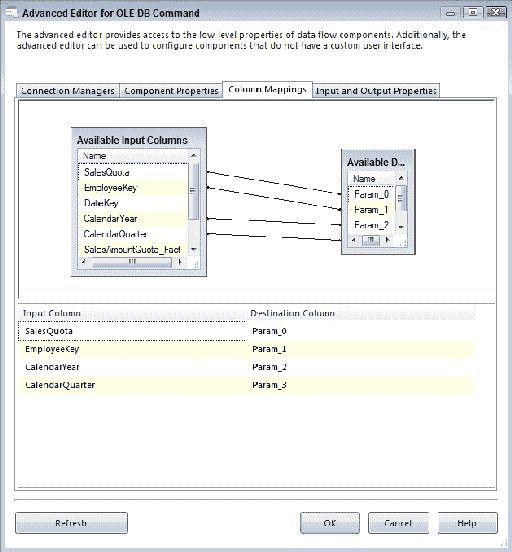 Advanced Editor for OLE DB Command
The advanced editor provides access to the low level properties of data flow components. Additionally, the
advanced editor can be used to configure components that do not have a custom user interface.
Connection Managers Component Properties Column Mappings Input and Output Properties
Available Input Columns
Name
SalesQuota
EmployeeKey
DateKey
CalendarYear
CalendarQuarter
SalesAmountQuota_Fact
Available D...
Name
Param_0
Param_1
Param_2
Input Column Destination Column
SalesQuota Param_0
EmployeeKey Param_1
CalendarYear Param_2
CalendarQuarter Param_3
Refresh OK Cancel Help